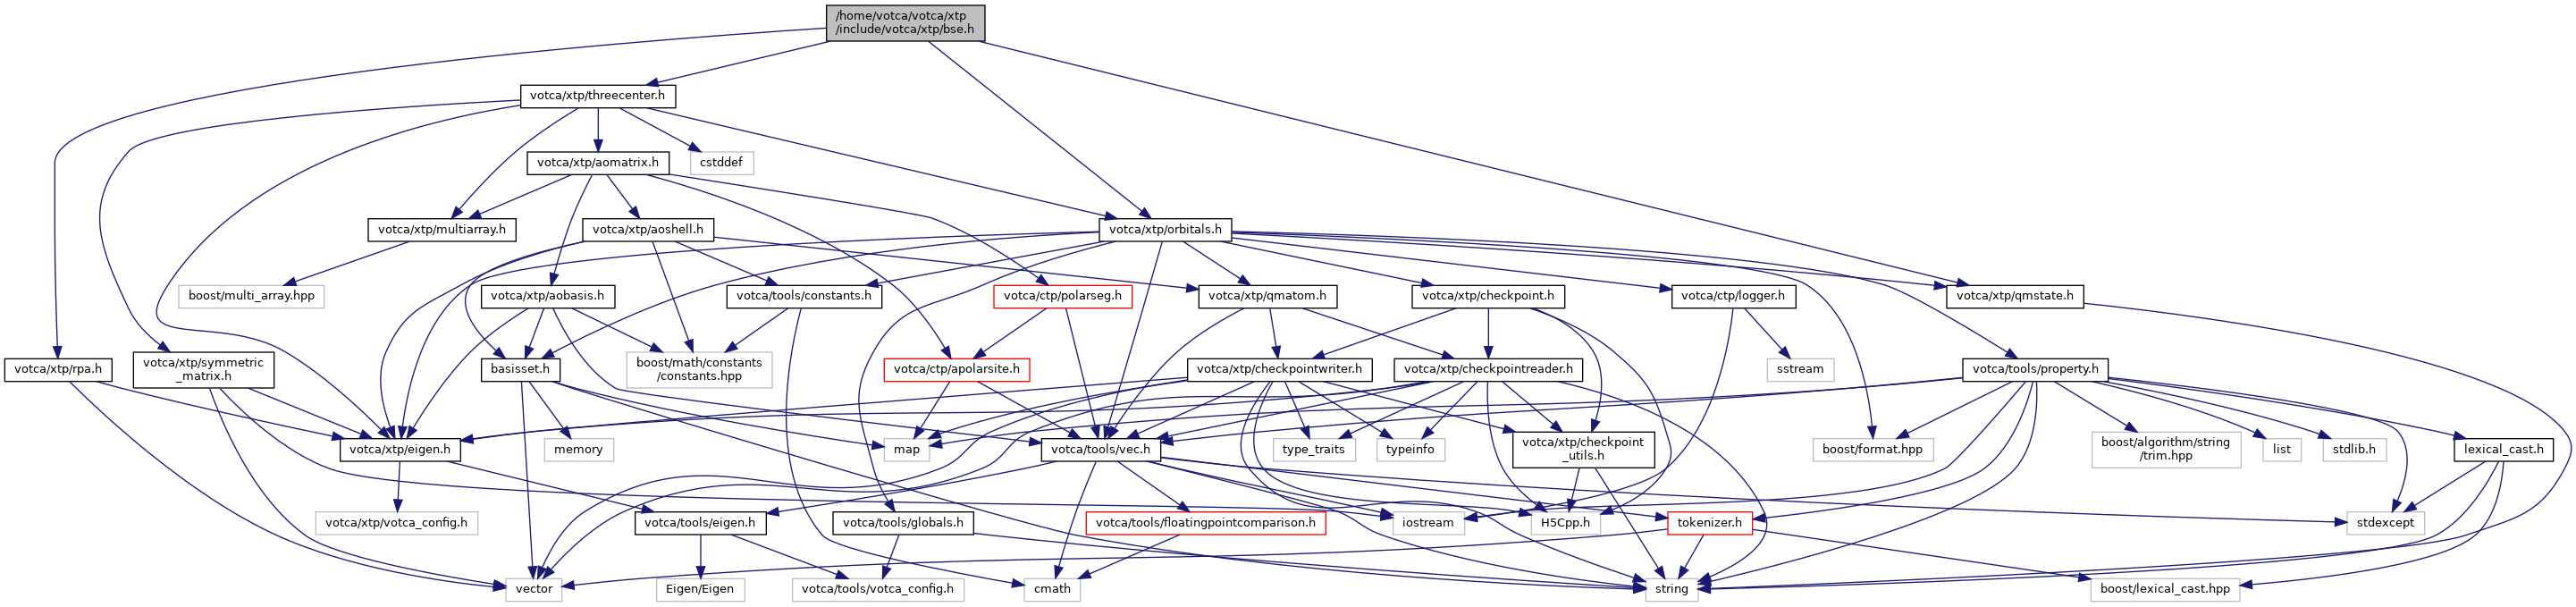 /home/votca/votca/xtp
/include/votca/xtp/bse.h
votca/xtp/threecenter.h
votca/xtp/aomatrix.h
cstddef
votca/xtp/multiarray.h
votca/xtp/aoshell.h
votca/xtp/orbitals.h
boost/multi_array.hpp
votca/xtp/aobasis.h
votca/tools/constants.h
votca/ctp/polarseg.h
votca/xtp/qmatom.h
votca/xtp/checkpoint.h
votca/ctp/logger.h
votca/xtp/qmstate.h
votca/xtp/rpa.h
votca/xtp/symmetric
_matrix.h
basisset.h
boost/math/constants
/constants.hpp
votca/ctp/apolarsite.h
votca/xtp/checkpointwriter.h
votca/xtp/checkpointreader.h
sstream
votca/tools/property.h
votca/xtp/eigen.h
memory
map
votca/tools/vec.h
type_traits
typeinfo
votca/xtp/checkpoint
_utils.h
boost/format.hpp
boost/algorithm/string
/trim.hpp
list
stdlib.h
lexical_cast.h
votca/xtp/votca_config.h
votca/tools/eigen.h
votca/tools/globals.h
votca/tools/floatingpointcomparison.h
iostream
H5Cpp.h
tokenizer.h
stdexcept
vector
Eigen/Eigen
votca/tools/votca_config.h
cmath
string
boost/lexical_cast.hpp